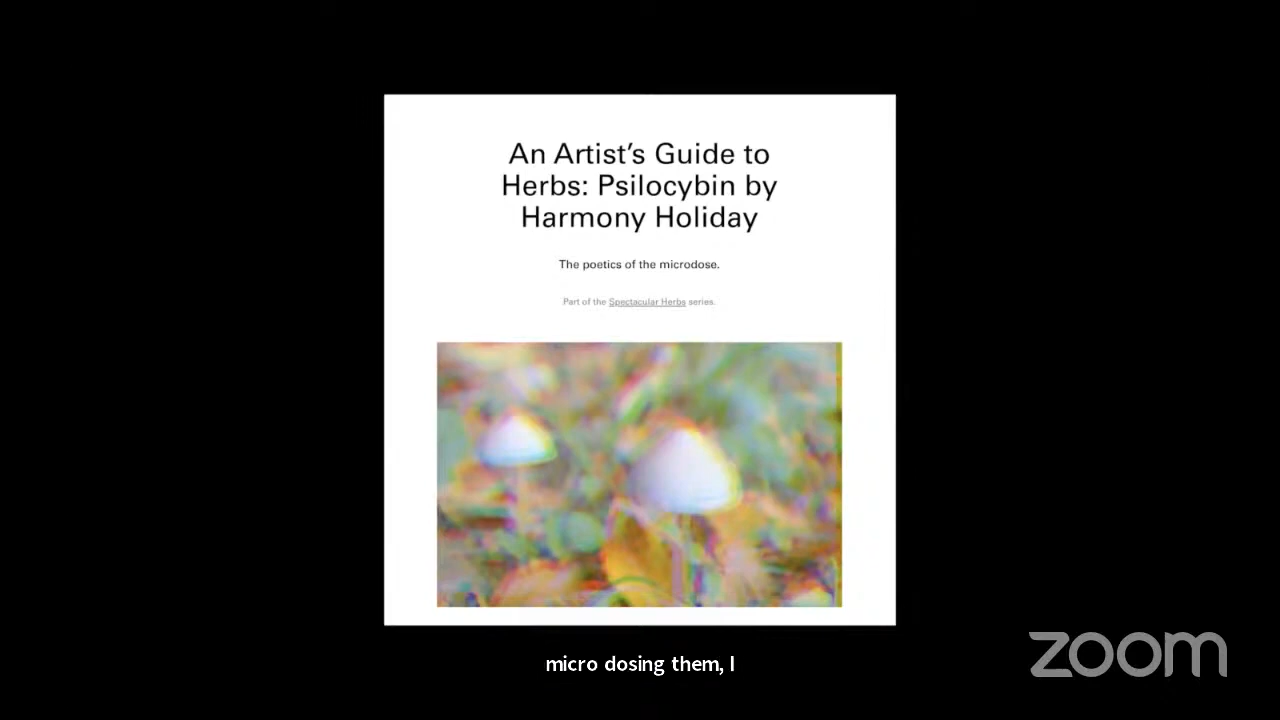 An Artist’s Guide to
Herbs: Psilocybin by
Harmony Holiday
The poetics of the microdose.
Part of the Spectacular Herbs series.
micro dosing them, I
zoom